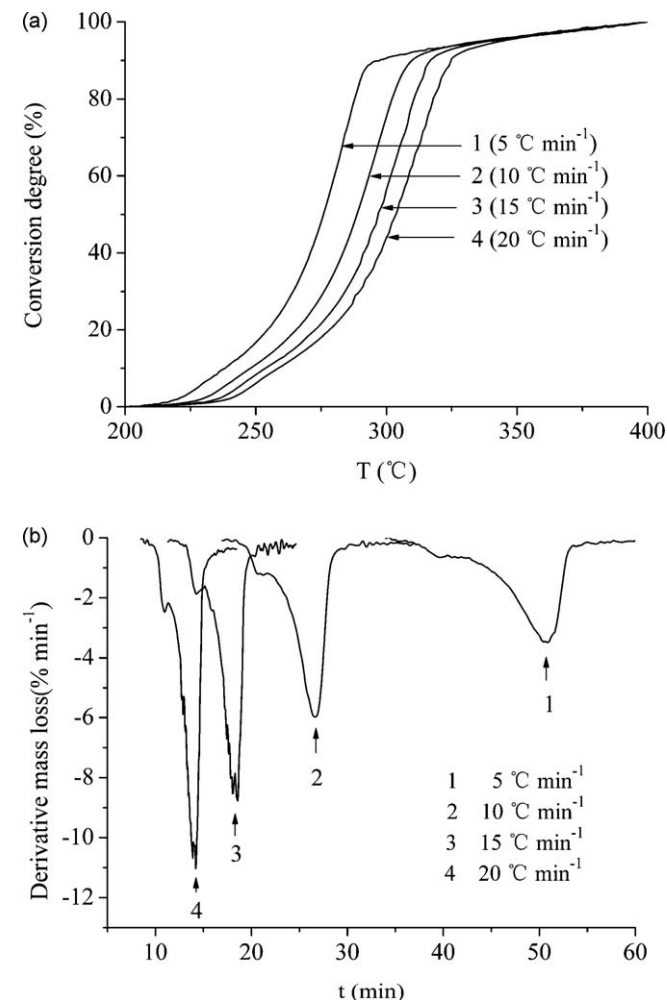 (a)
100
80
60
40
20
0
Conversion degree (%)
1 (5 ℃ min⁻¹)
2 (10 ℃ min⁻¹)
3 (15 ℃ min⁻¹)
4 (20 ℃ min⁻¹)
200 250 300 350 400
T (℃)
(b)
0
-2
-4
-6
-8
-10
-12
Derivative mass loss(% min⁻¹)
1
2
3
4
1 5 ℃ min⁻¹
2 10 ℃ min⁻¹
3 15 ℃ min⁻¹
4 20 ℃ min⁻¹
10 20 30 40 50 60
t (min)